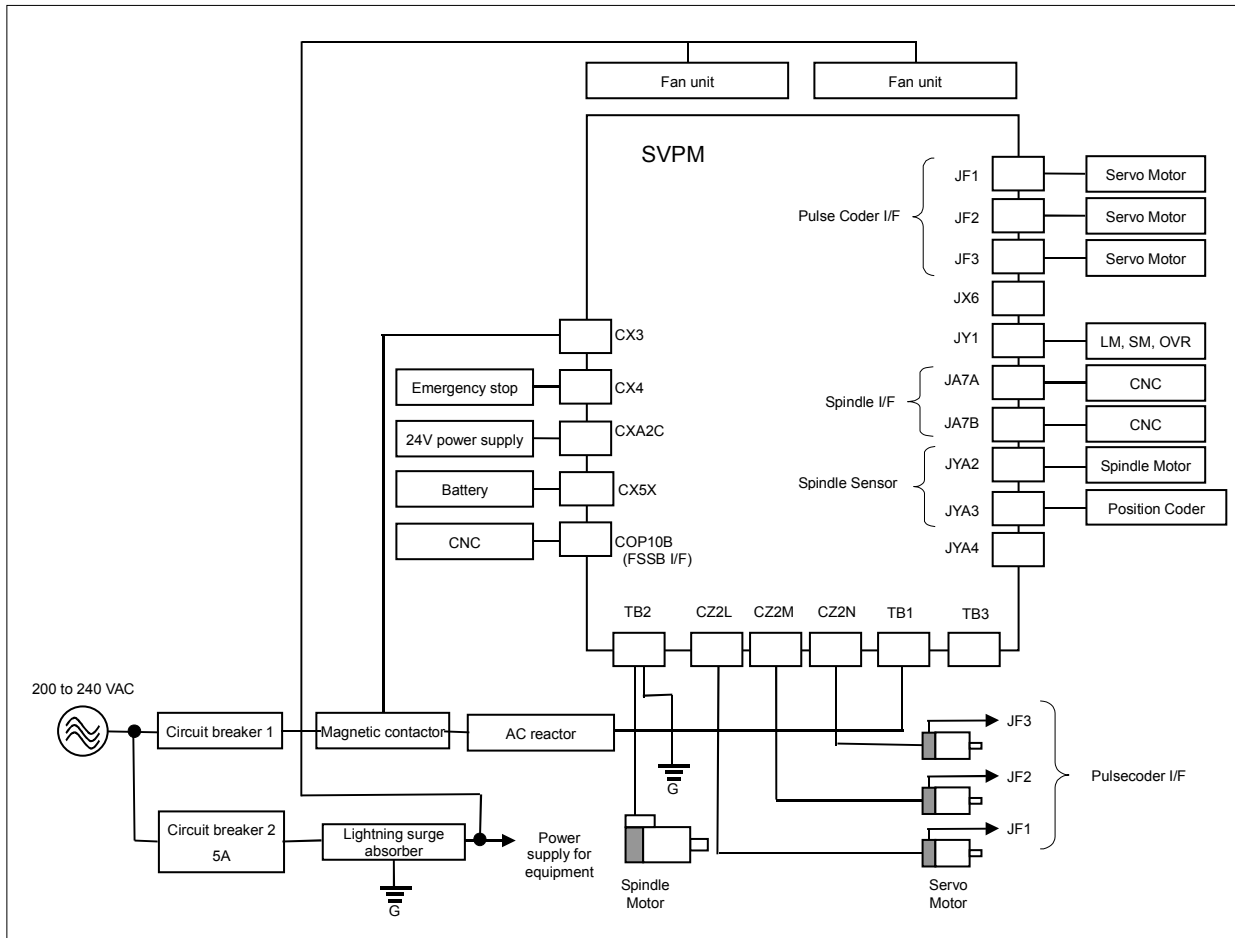 Fan unit
Fan unit
SVPM
Pulse Coder I/F
JF1
Servo Motor
JF2
Servo Motor
JF3
Servo Motor
JX6
JY1
LM, SM, OVR
Spindle I/F
JA7A
CNC
JA7B
CNC
Spindle Sensor
JYA2
Spindle Motor
JYA3
Position Coder
JYA4
CX3
Emergency stop
CX4
24V power supply
CXA2C
Battery
CX5X
CNC
COP10B
(FSSB I/F)
TB2
CZ2L
CZ2M
CZ2N
TB1
TB3
200 to 240 VAC
Circuit breaker 1
Magnetic contactor
AC reactor
G
Circuit breaker 2
5A
Lightning surge
absorber
G
Power
supply for
equipment
Spindle
Motor
JF3
JF2
JF1
Pulsecoder I/F
Servo
Motor